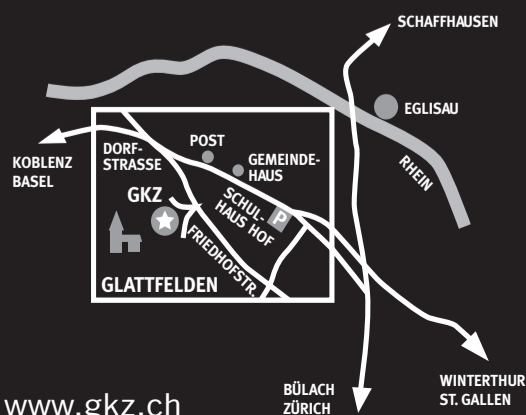 SCHAFFHAUSEN
EGLISAU
RHEIN
KOBLENZ
BASEL
DORF-
STRASSE
POST
GEMEINDE-
HAUS
GKZ
SCHUL-
HAUS HOF
P
FRIEDHOFSTR.
GLATTFELDEN
WINTERTHUR
ST. GALLEN
BÜLACH
ZÜRICH
www.gkz.ch